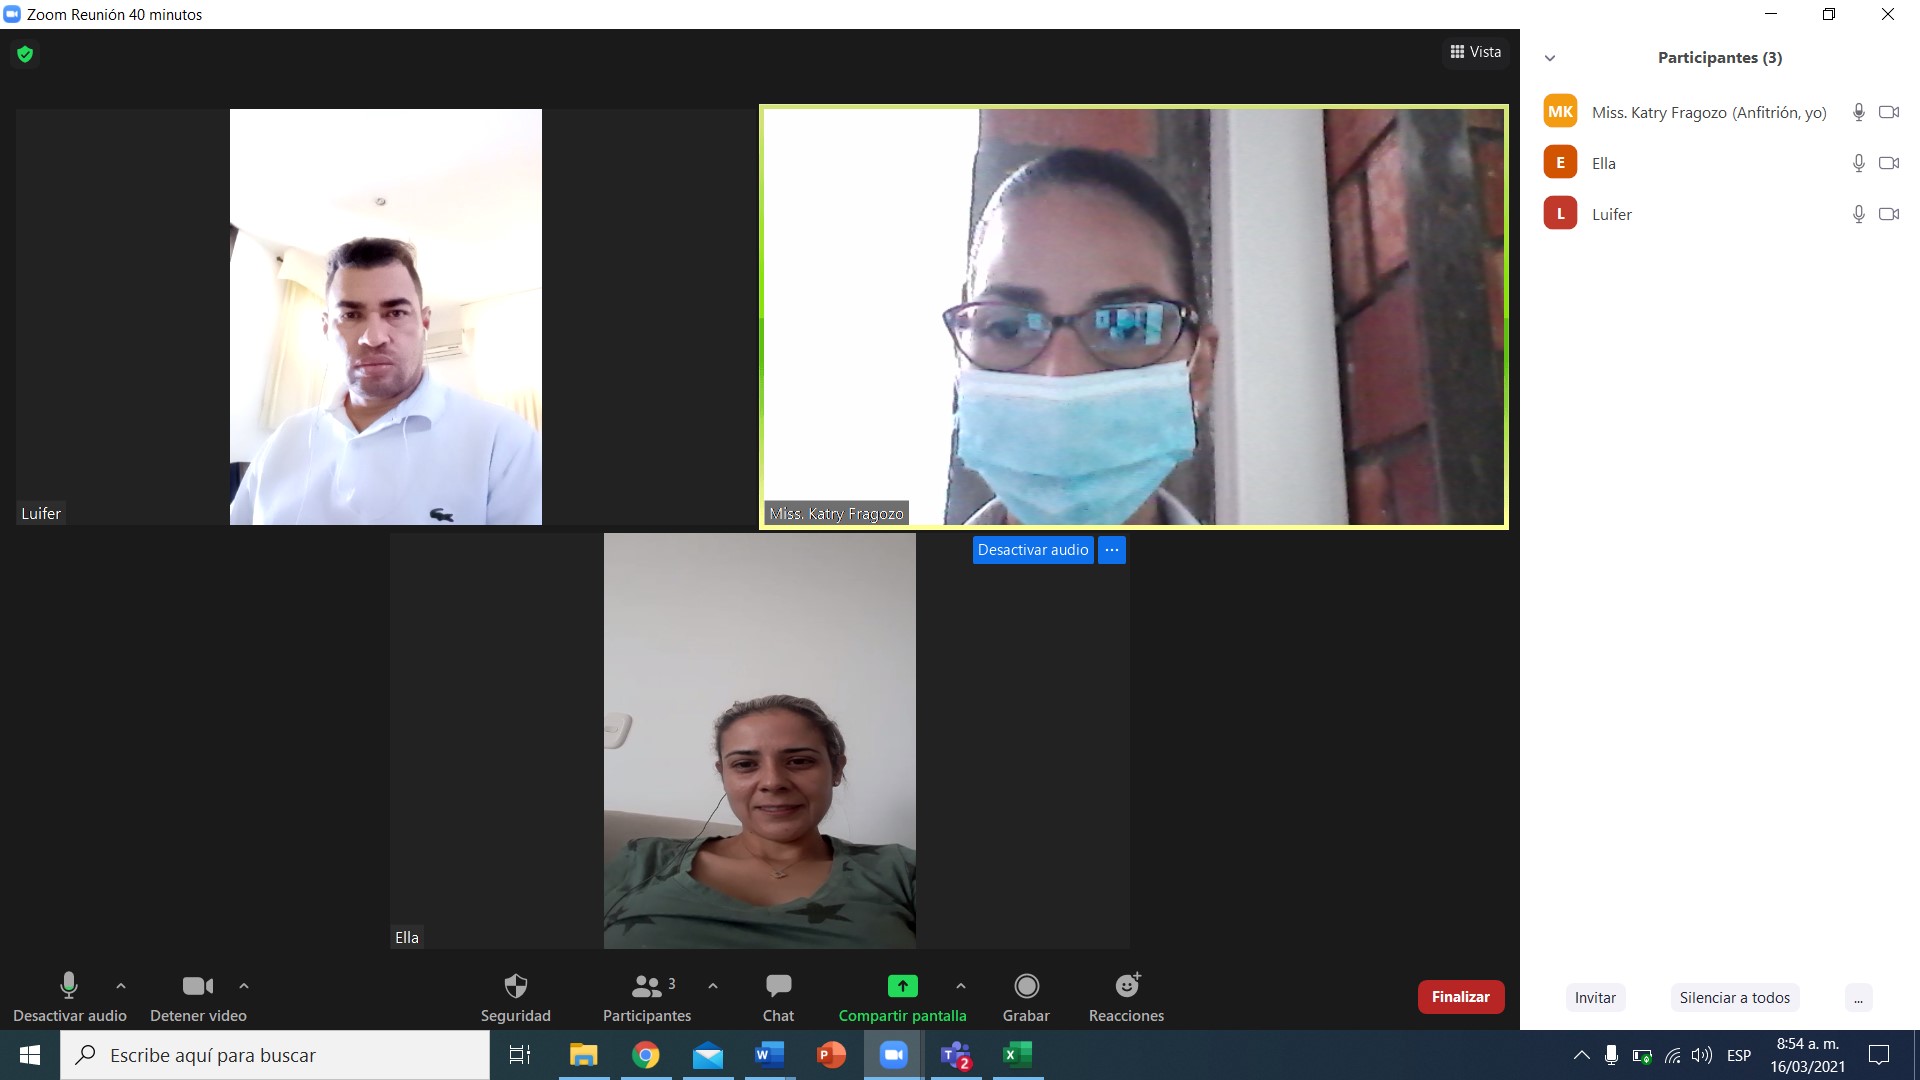 Zoom Reunión 40 minutos
Vista
Participantes (3)
MK Miss. Katry Fragozo (Anfitrión, yo)
E Ella
L Luifer
Luifer
Miss. Katry Fragozo
Desactivar audio ...
Ella
Desactivar audio
Detener video
Seguridad
3
Participantes
Chat
Compartir pantalla
Grabar
Reacciones
Finalizar
Invitar
Silenciar a todos
...
Escribe aquí para buscar
W
P
T
2
X
ESP
8:54 a. m.
16/03/2021